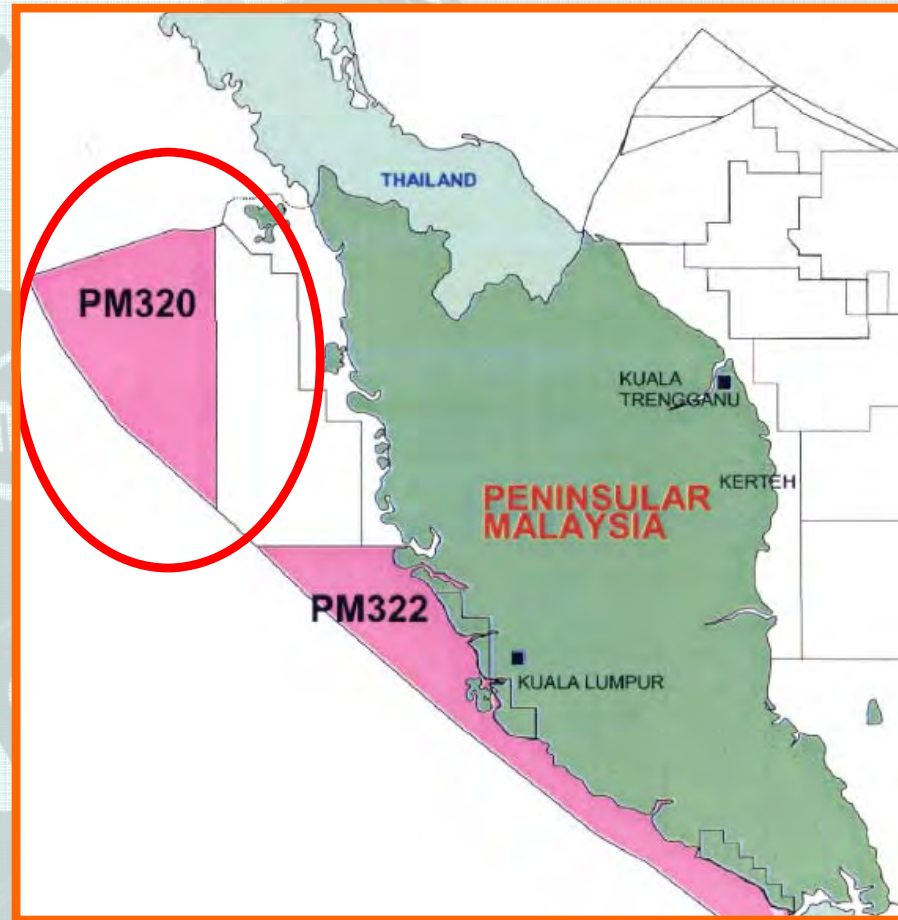 THAILAND
PM320
KUALA
TRENGGANU
KERTEH
PENINSULAR
MALAYSIA
PM322
KUALA LUMPUR